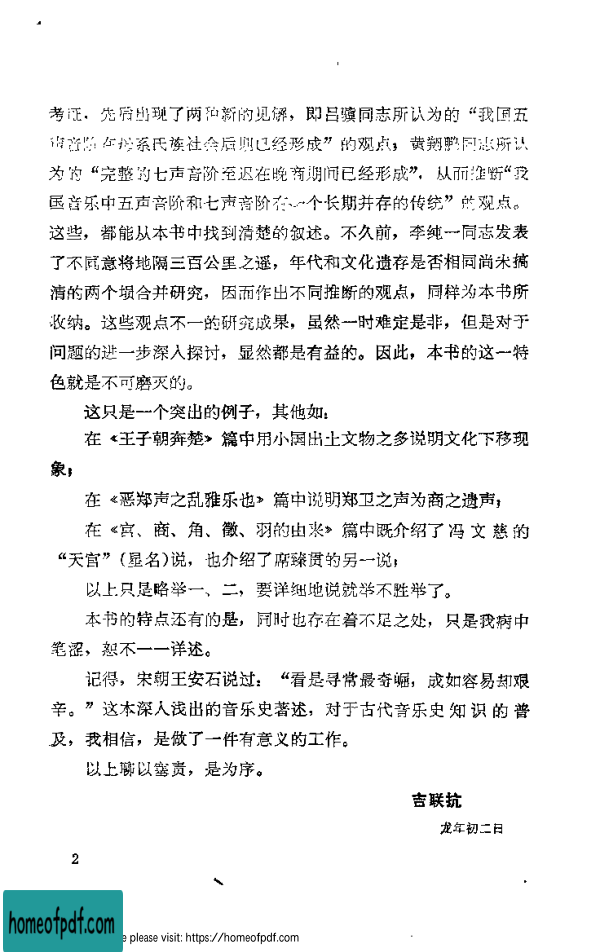 考证，先后出现了两种新的见解，即吕骥同志所认为的“我国五
声音阶在母系氏族社会后期已经形成”的观点；黄翔鹏同志所认
为的“完整的七声音阶至迟在晚商期间已经形成”，从而推断“我
国音乐中五声音阶和七声音阶在一个长期并存的传统”的观点。
这些，都能从本书中找到清楚的叙述。不久前，李纯一同志发表
了不同意将地隔三百公里之遥，年代和文化遗存是否相同尚未搞
清的两个埙合并研究，因而作出不同推断的观点，同样为本书所
收纳。这些观点不一的研究成果，虽然一时难定是非，但是对于
问题的进一步深入探讨，显然都是有益的。因此，本书的这一特
色就是不可磨灭的。
这只是一个突出的例子，其他如：
在《王子朝奔楚》篇中用小国出土文物之多说明文化下移现
象；
在《恶郑声之乱雅乐也》篇中说明郑卫之声为商之遗声；
在《宫、商、角、徵、羽的由来》篇中既介绍了冯文慈的
“天宫”(星名)说，也介绍了席臻贯的另一说；
以上只是略举一、二，要详细地说就举不胜举了。
本书的特点还有的是，同时也存在着不足之处，只是我病中
笔涩，恕不一一详述。
记得，宋朝王安石说过：“看是寻常最奇崛，成如容易却艰
辛。”这本深入浅出的音乐史著述，对于古代音乐史知识的普
及，我相信，是做了一件有意义的工作。
以上聊以塞责，是为序。
吉联抗
龙年初二日
2
homeofpdf.com
e please visit: https://homeofpdf.com